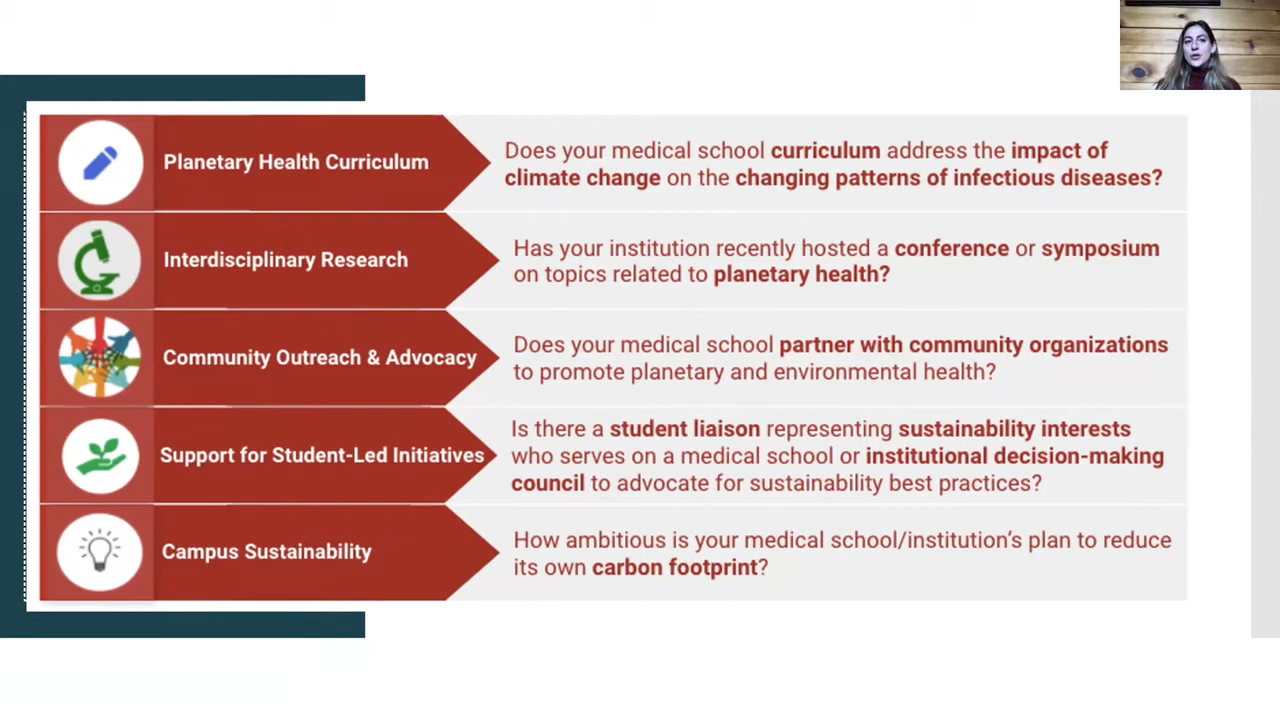 Planetary Health Curriculum
Does your medical school curriculum address the impact of
climate change on the changing patterns of infectious diseases?
Interdisciplinary Research
Has your institution recently hosted a conference or symposium
on topics related to planetary health?
Community Outreach & Advocacy
Does your medical school partner with community organizations
to promote planetary and environmental health?
Support for Student-Led Initiatives
Is there a student liaison representing sustainability interests
who serves on a medical school or institutional decision-making
council to advocate for sustainability best practices?
Campus Sustainability
How ambitious is your medical school/institution’s plan to reduce
its own carbon footprint?